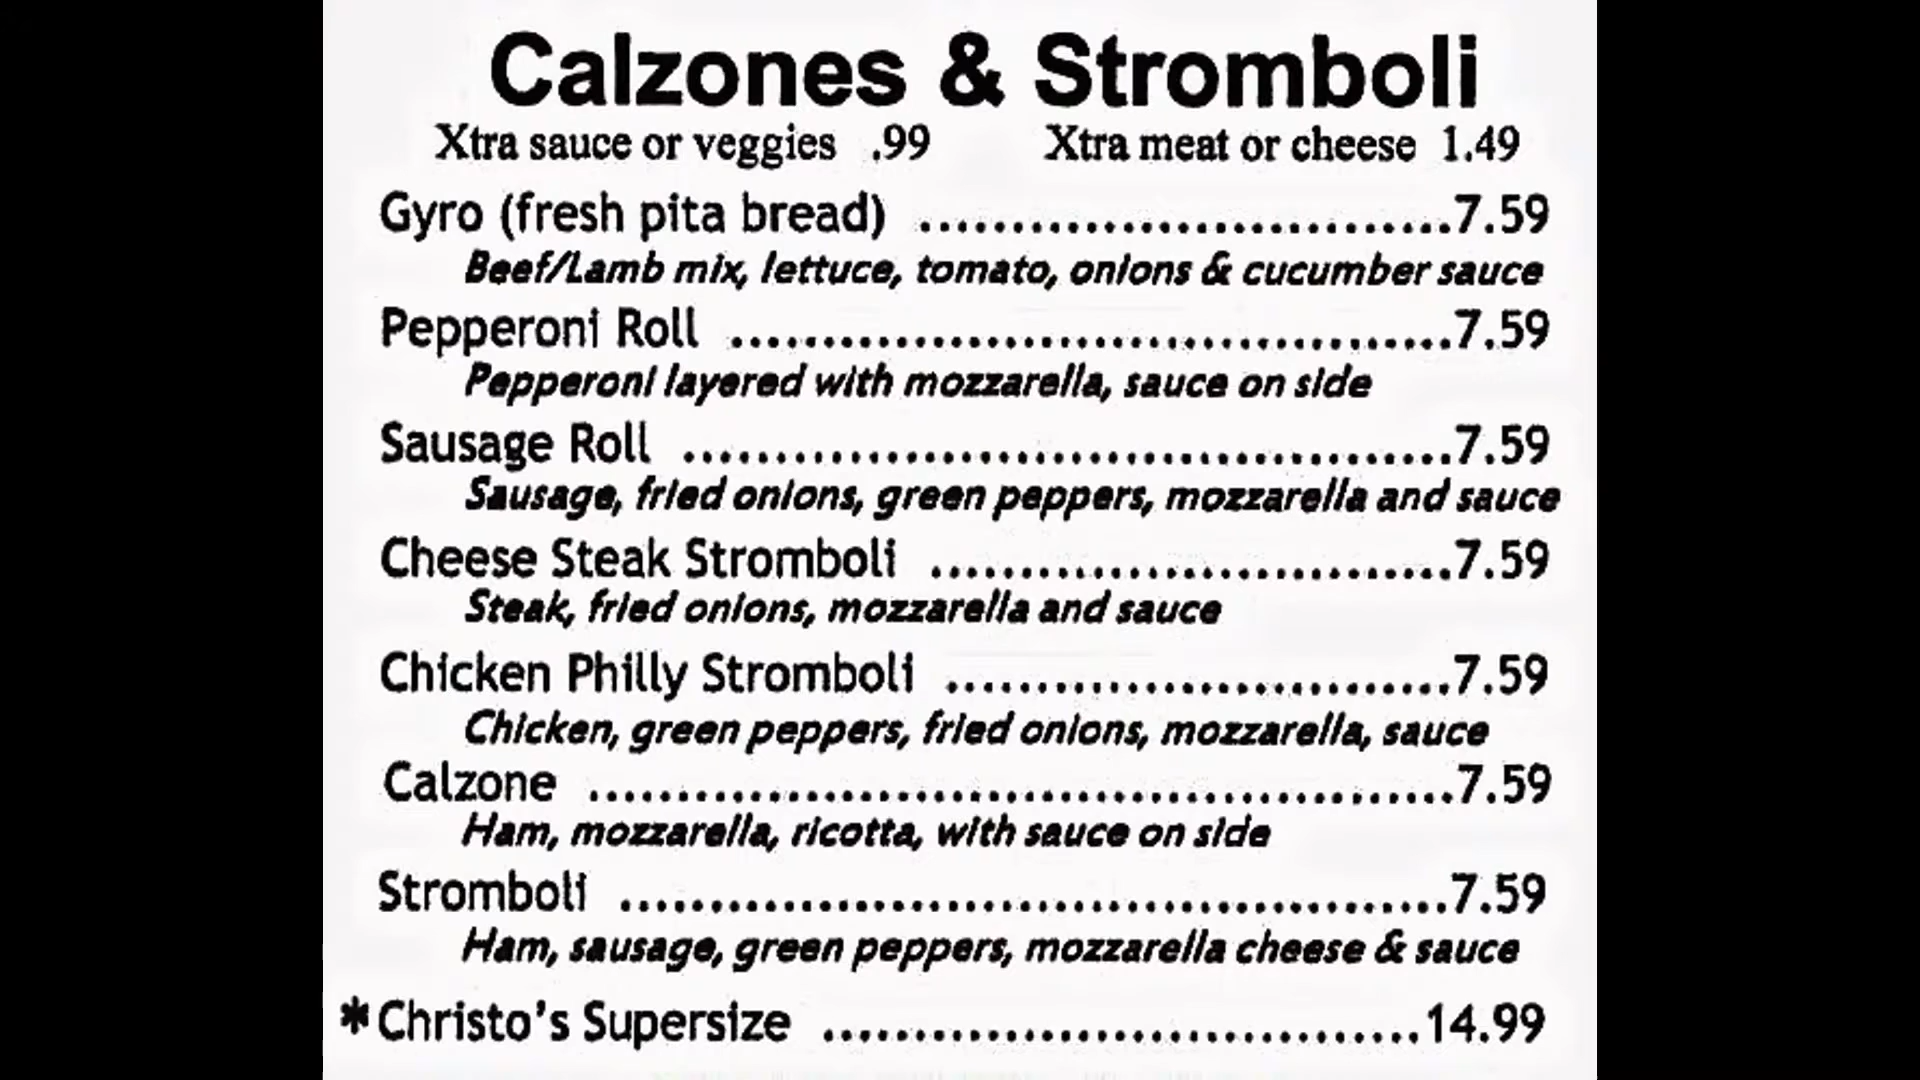 Calzones & Stromboli
Xtra sauce or veggies .99 Xtra meat or cheese 1.49
Gyro (fresh pita bread) .............................7.59
Beef/Lamb mix, lettuce, tomato, onions & cucumber sauce
Pepperoni Roll .......................................7.59
Pepperoni layered with mozzarella, sauce on side
Sausage Roll ..........................................7.59
Sausage, fried onions, green peppers, mozzarella and sauce
Cheese Steak Stromboli ............................7.59
Steak, fried onions, mozzarella and sauce
Chicken Philly Stromboli ...........................7.59
Chicken, green peppers, fried onions, mozzarella, sauce
Calzone ...............................................7.59
Ham, mozzarella, ricotta, with sauce on side
Stromboli .............................................7.59
Ham, sausage, green peppers, mozzarella cheese & sauce
*Christo's Supersize .................................14.99